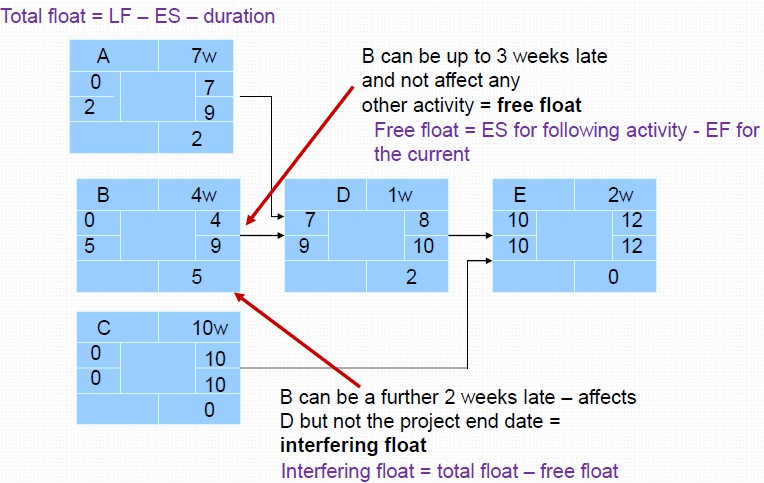 Total float = LF – ES – duration
A 7w
0 7
2 9
2
B can be up to 3 weeks late
and not affect any
other activity = free float
Free float = ES for following activity - EF for
the current
B 4w
0 4
5 9
5
D 1w
7 8
9 10
2
E 2w
10 12
10 12
0
C 10w
0 10
0 10
0
B can be a further 2 weeks late – affects
D but not the project end date =
interfering float
Interfering float = total float – free float